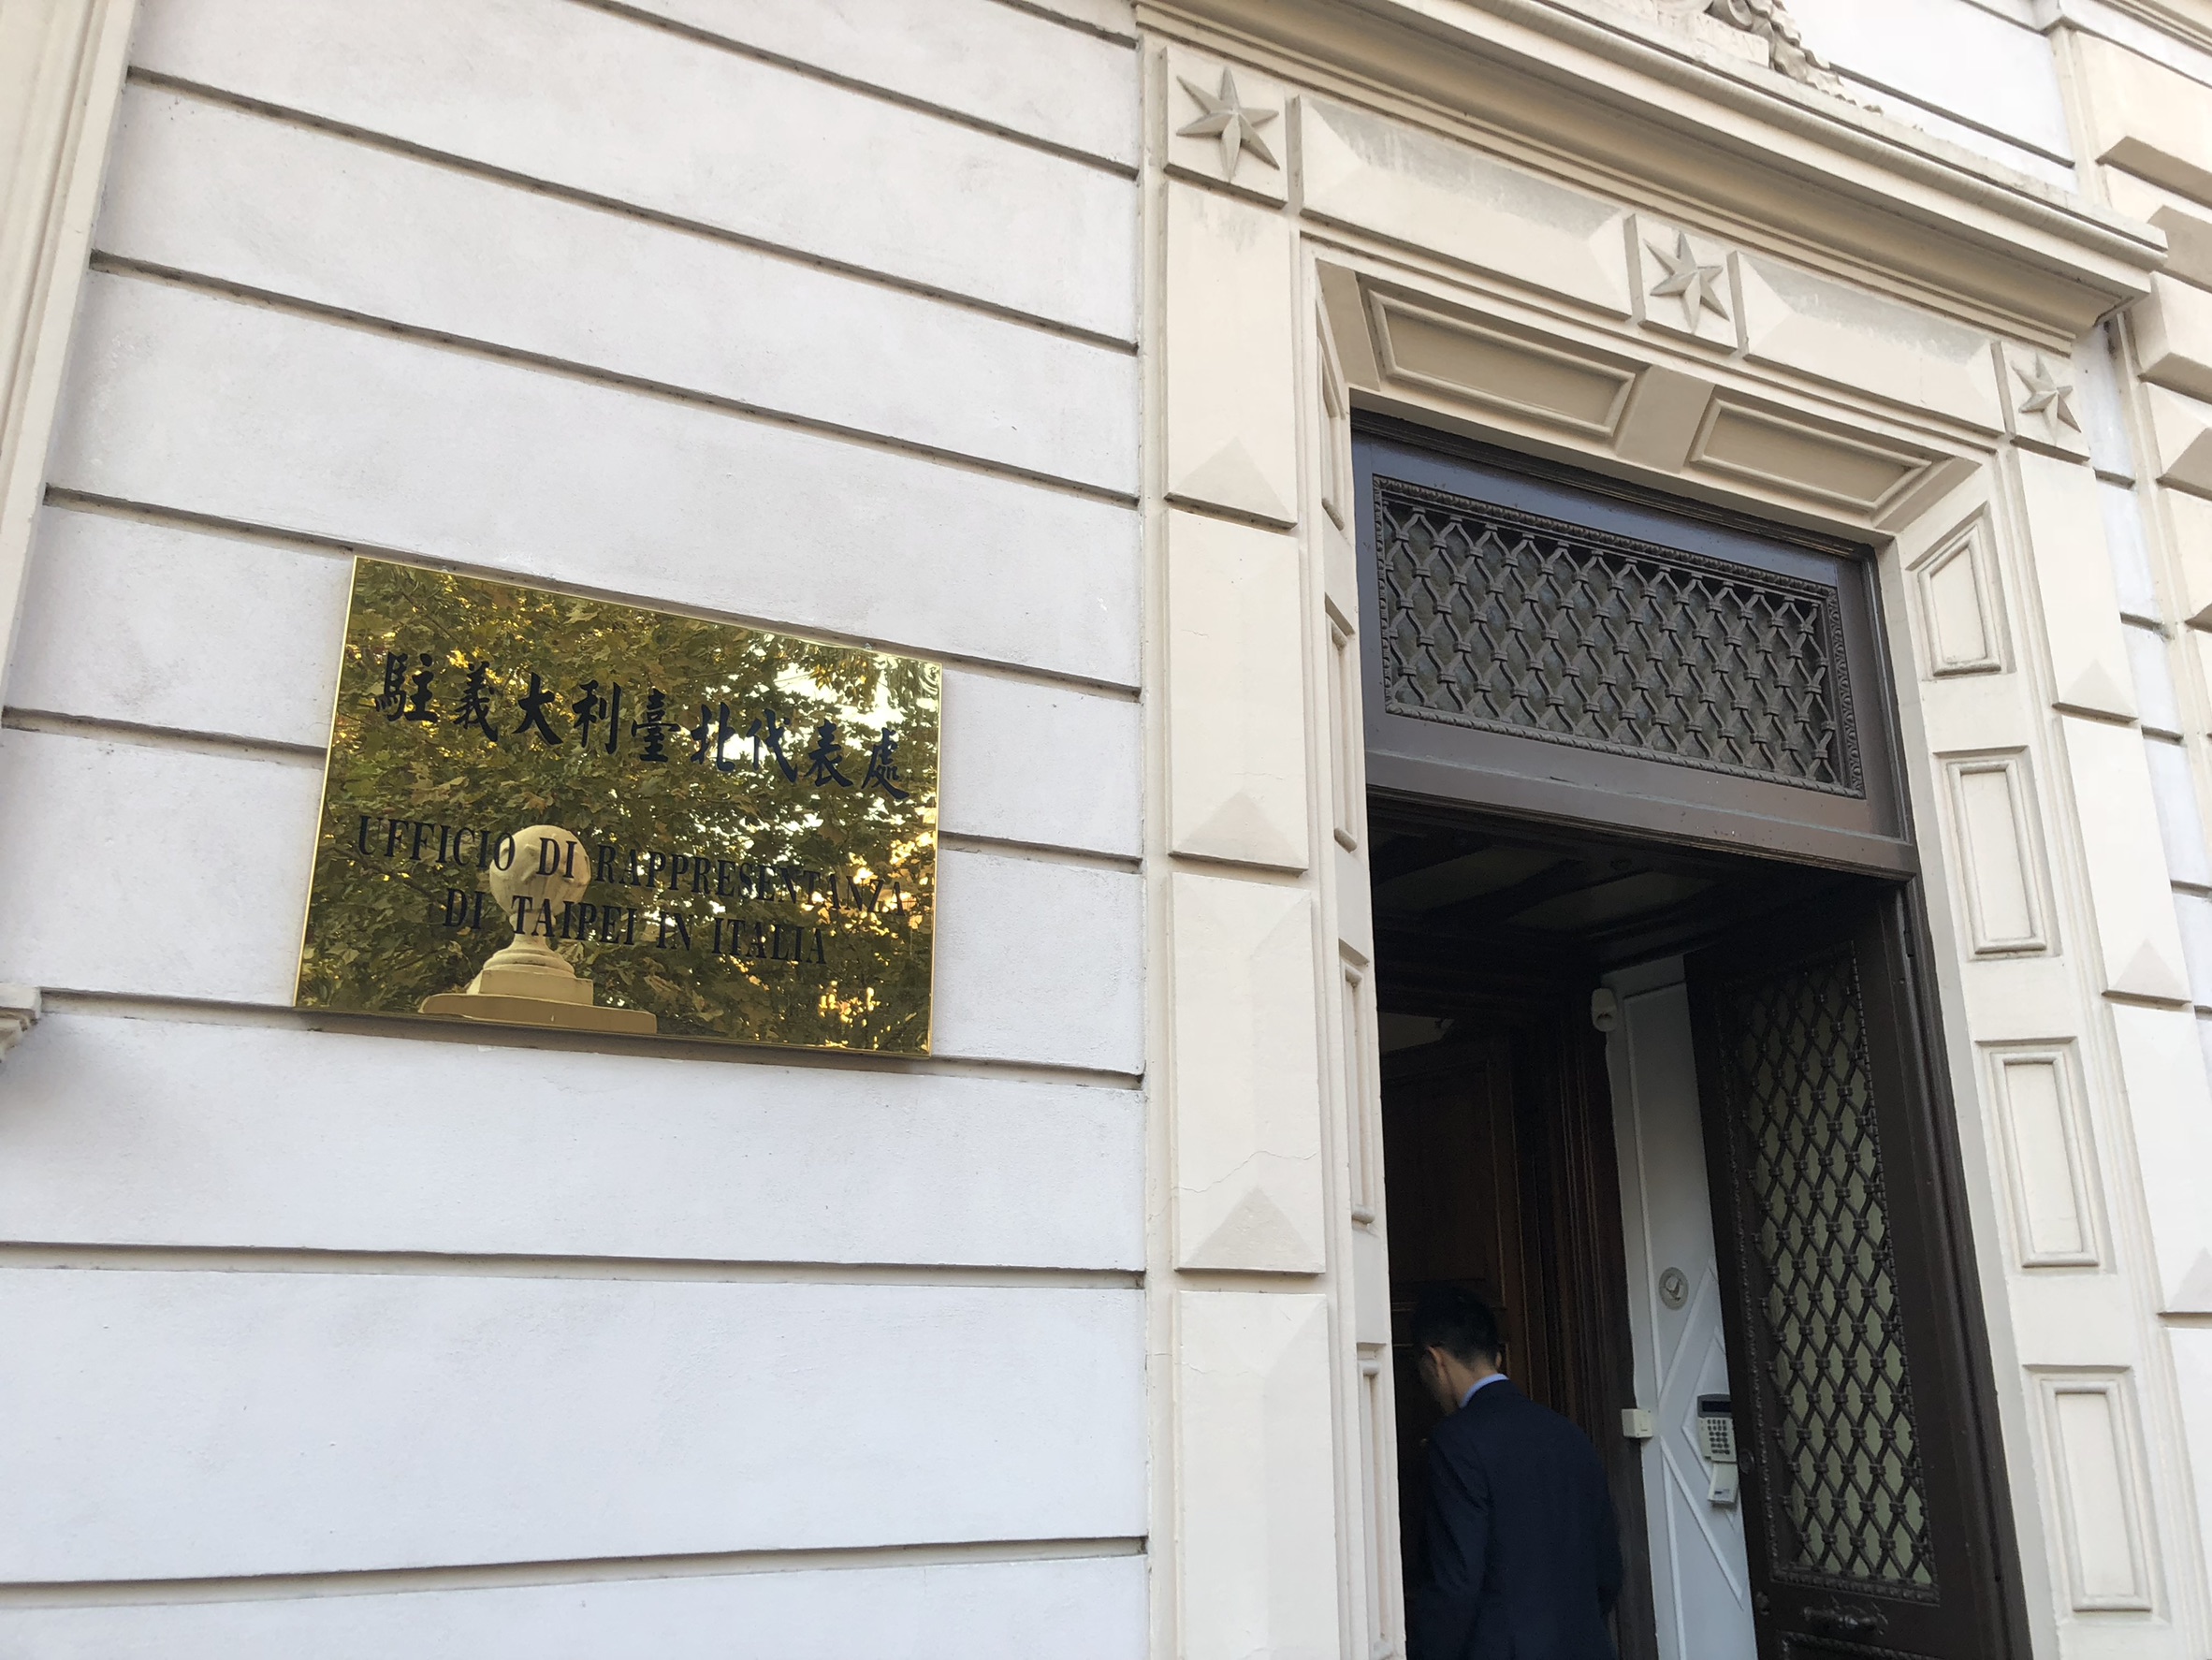 駐義大利臺北代表處
UFFICIO DI RAPPRESENTANZA
DI TAIPEI IN ITALIA